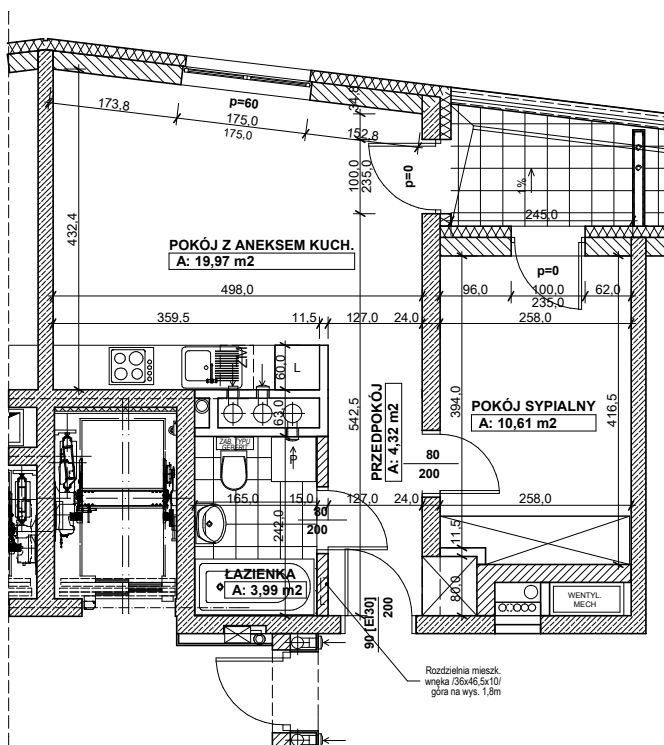 173,8
p=60
175,0
175,0
152,8
34,8
100,0
235,0
p=0
1%
245,0
432,4
POKÓJ Z ANEKSEM KUCH.
A: 19,97 m2
p=0
498,0
96,0
100,0
62,0
235,0
359,5
11,5
127,0
24,0
258,0
ZM
60,0
L
63,0
542,5
PRZEDPOKÓJ
A: 4,32 m2
394,0
POKÓJ SYPIALNY
A: 10,61 m2
416,5
ZAB. TYPU
GEBERIT
P
80
200
165,0
15,0
127,0
24,0
258,0
242,0
80
200
11,5
80,0
ŁAZIENKA
A: 3,99 m2
90 [EI30]
200
WENTYL.
MECH
Rozdzielnia mieszk.
wnęka /36x46,5x10/
góra na wys. 1,8m